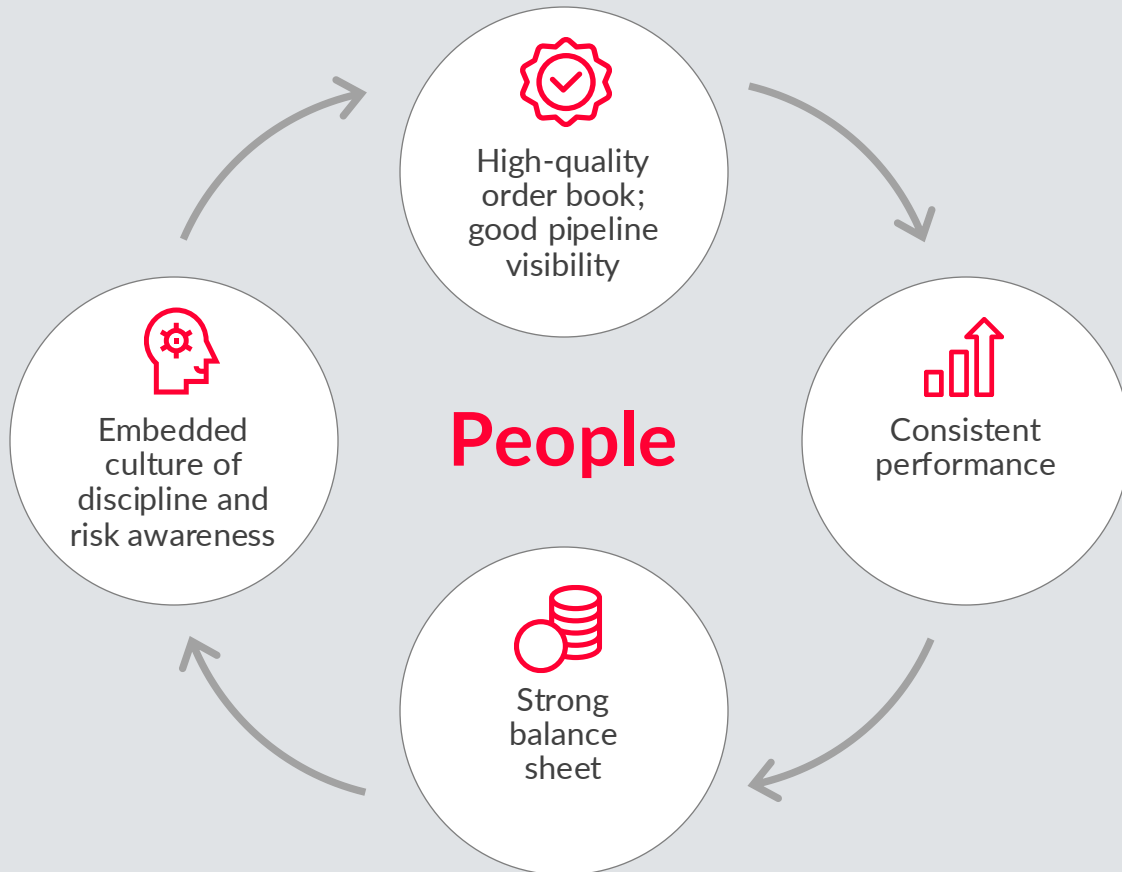 High-quality
order book;
good pipeline
visibility
Embedded
culture of
discipline and
risk awareness
People
Consistent
performance
Strong
balance
sheet